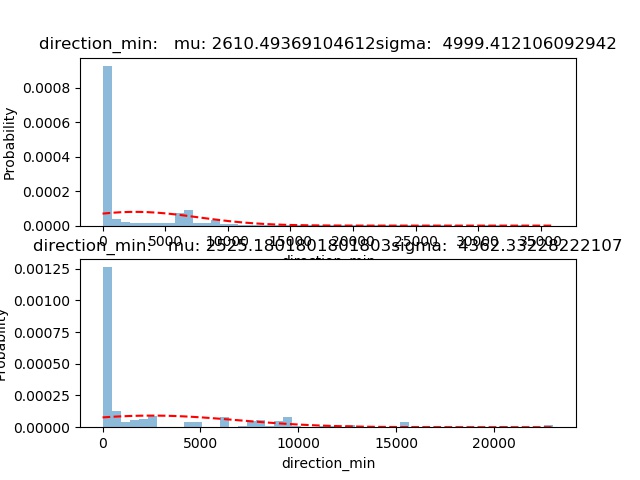 direction_min:   mu: 2610.49369104612sigma:  4999.412106092942
Probability
0.0008
0.0006
0.0004
0.0002
0.0000
0 5000 10000 15000 20000 25000 30000 35000
direction_min
direction_min:   mu: 2525.1801801801803sigma:  4362.33228222107
Probability
0.00125
0.00100
0.00075
0.00050
0.00025
0.00000
0 5000 10000 15000 20000
direction_min